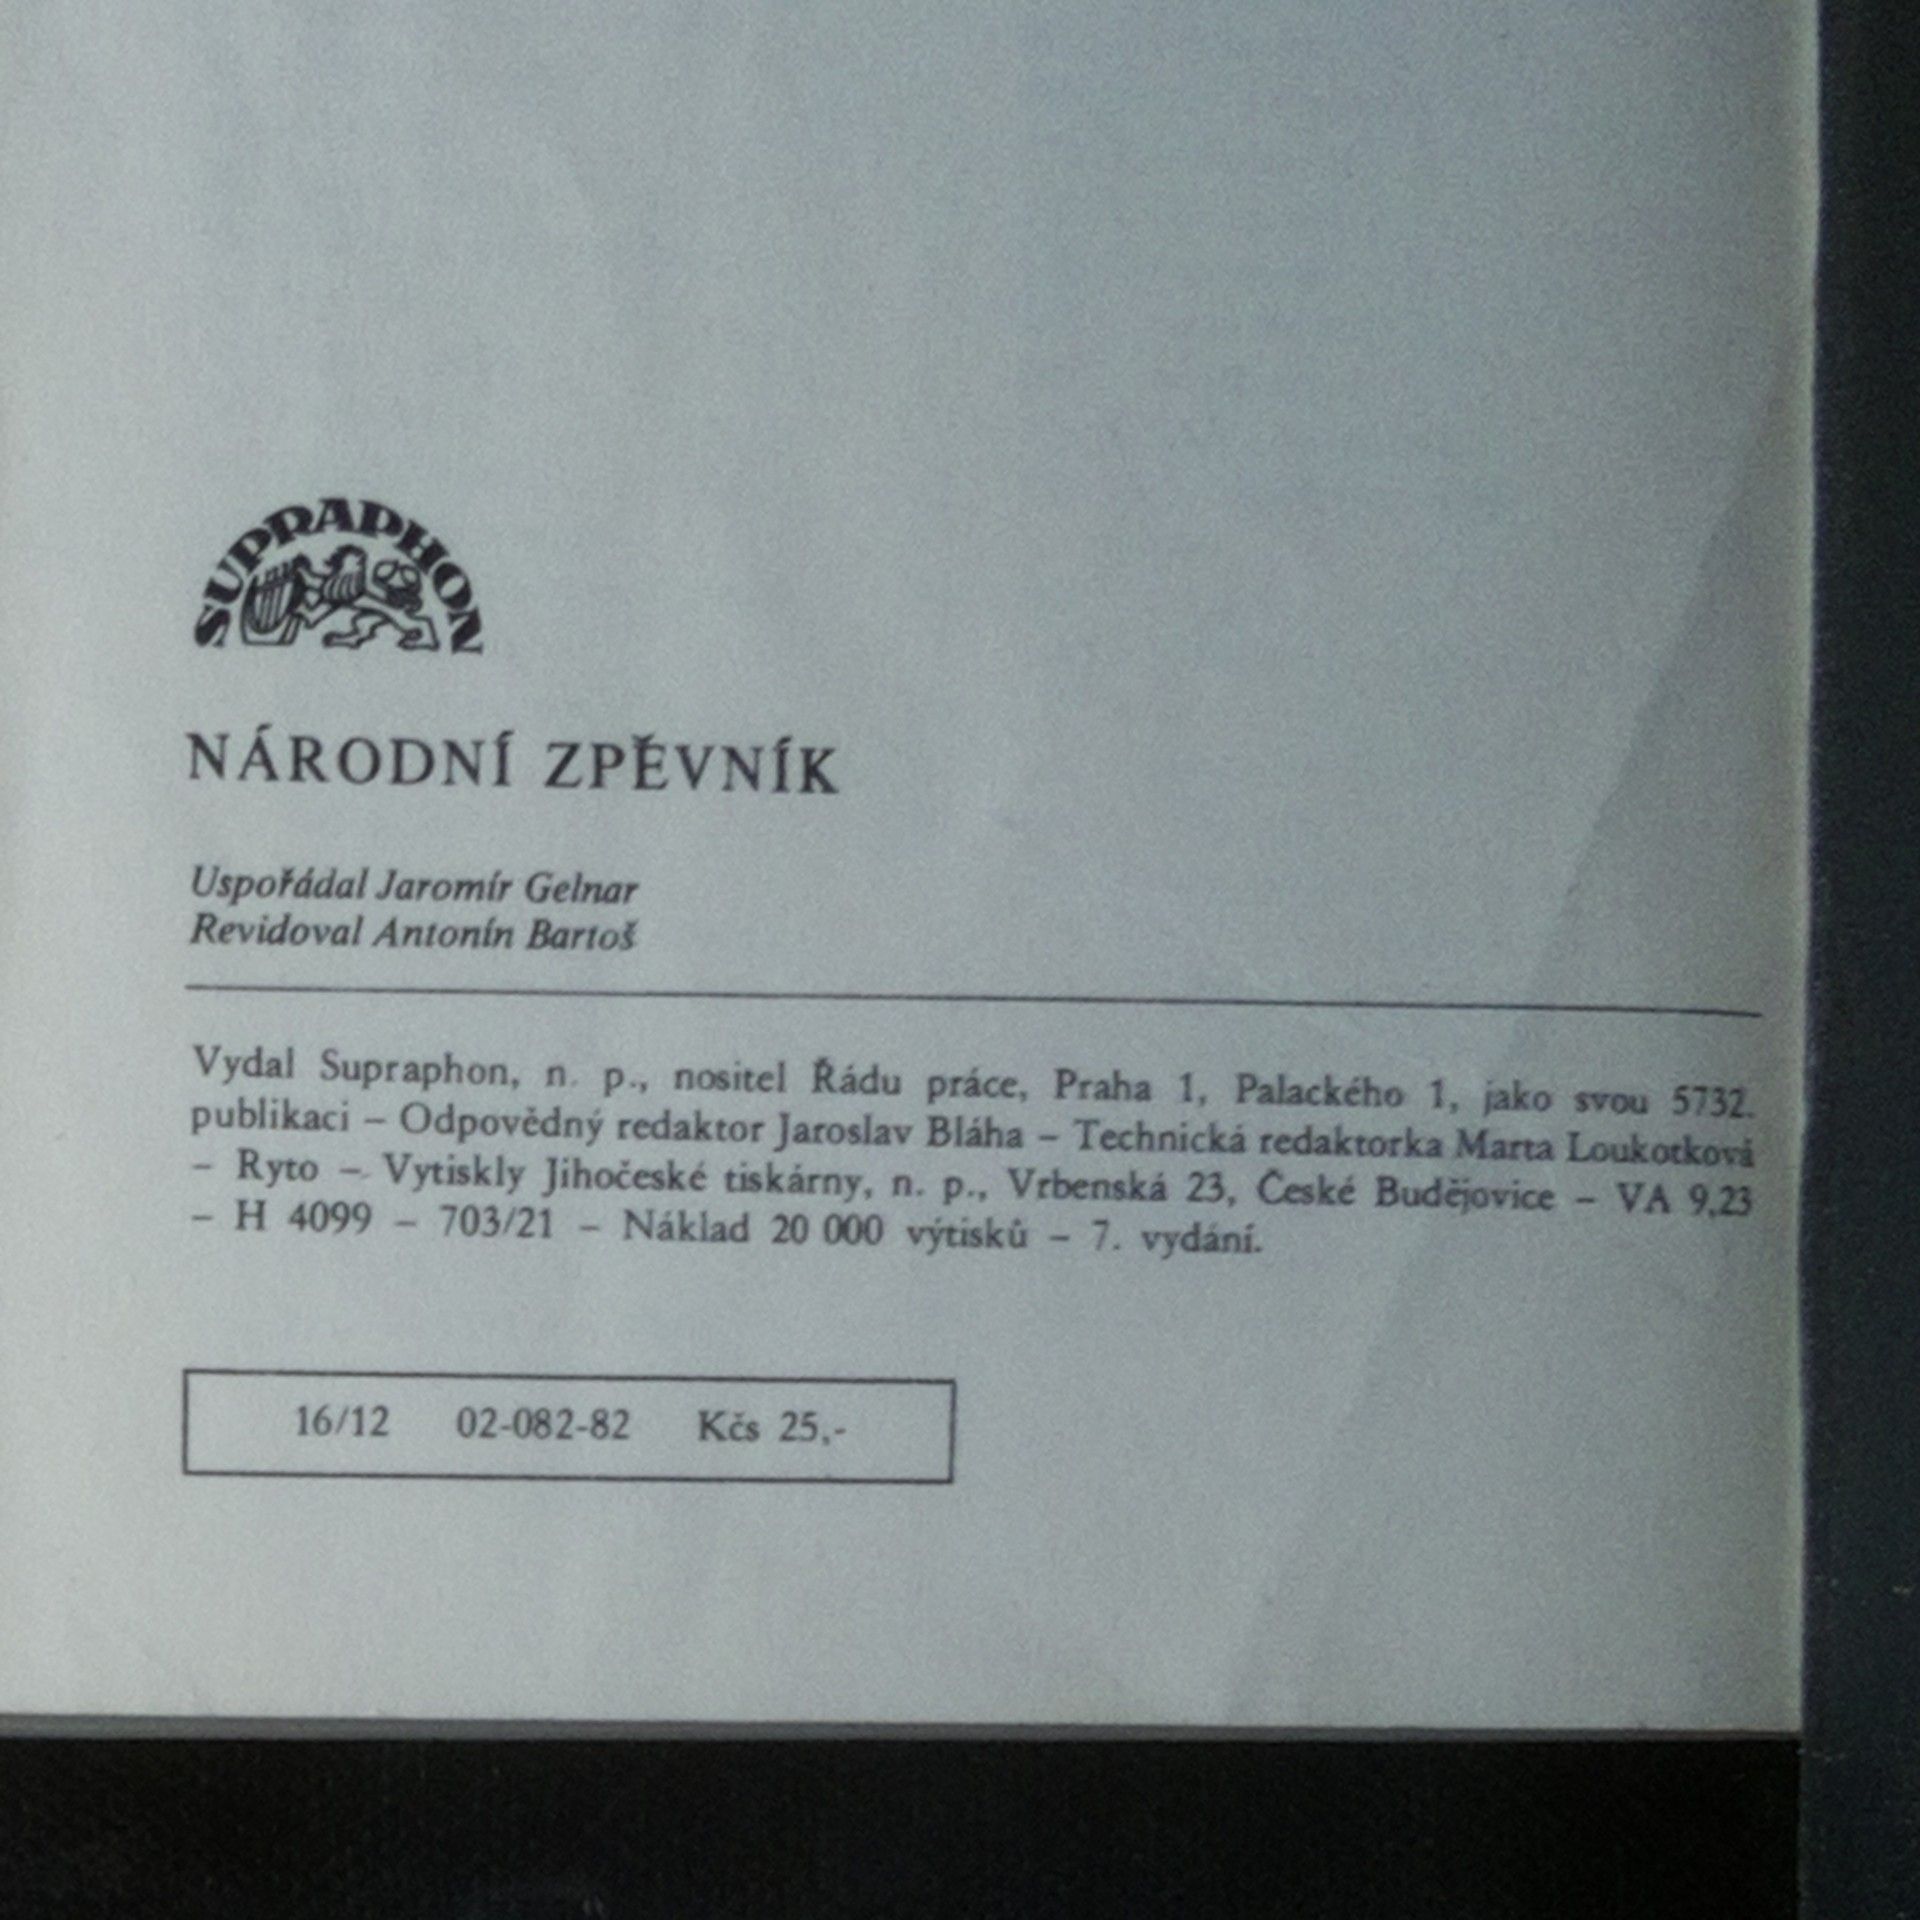 SUPRAPHON
NÁRODNÍ ZPĚVNÍK
Uspořádal Jaromír Gelnar
Revidoval Antonín Bartoš
Vydal Supraphon, n. p., nositel Řádu práce, Praha 1, Palackého 1, jako svou 5732.
publikaci – Odpovědný redaktor Jaroslav Bláha – Technická redaktorka Marta Loukotková
– Ryto – Vytiskly Jihočeské tiskárny, n. p., Vrbenská 23, České Budějovice – VA 9,23
– H 4099 – 703/21 – Náklad 20 000 výtisků – 7. vydání.
16/12 02-082-82 Kčs 25,-